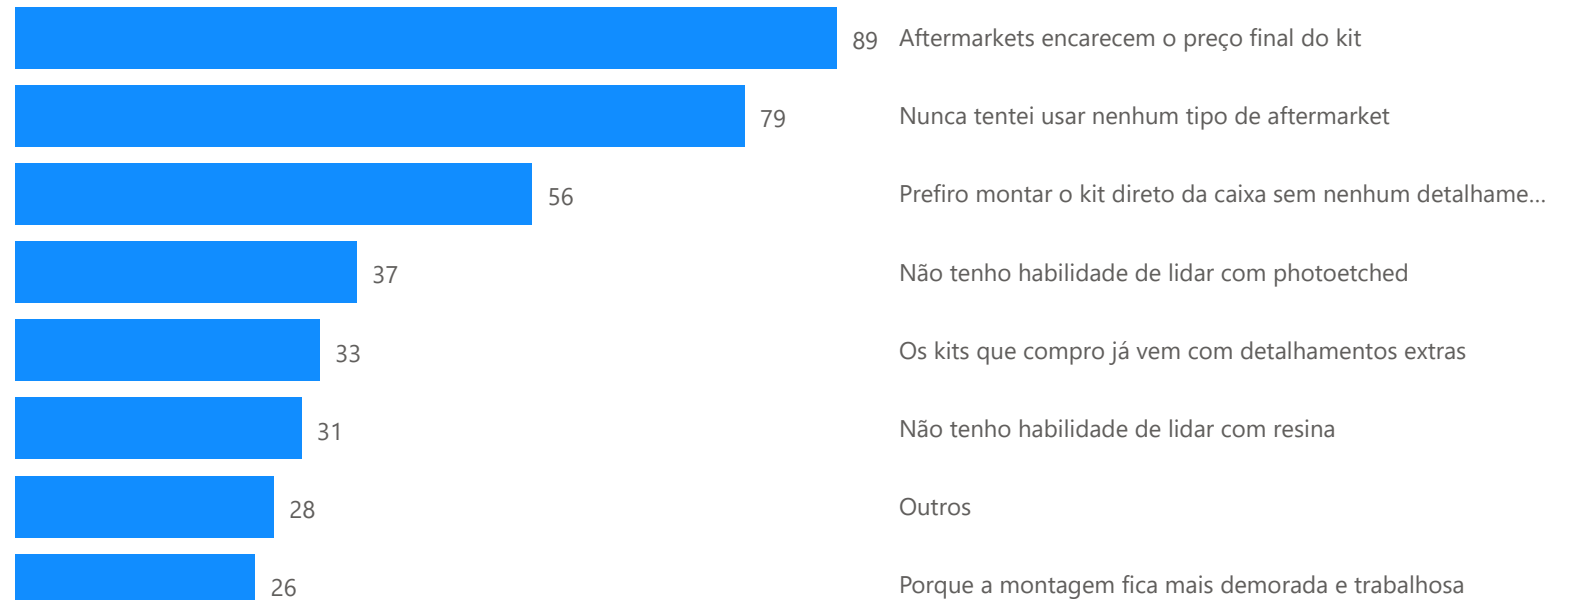 89 Aftermarkets encarecem o preço final do kit
79 Nunca tentei usar nenhum tipo de aftermarket
56 Prefiro montar o kit direto da caixa sem nenhum detalhame...
37 Não tenho habilidade de lidar com photoetched
33 Os kits que compro já vem com detalhamentos extras
31 Não tenho habilidade de lidar com resina
28 Outros
26 Porque a montagem fica mais demorada e trabalhosa